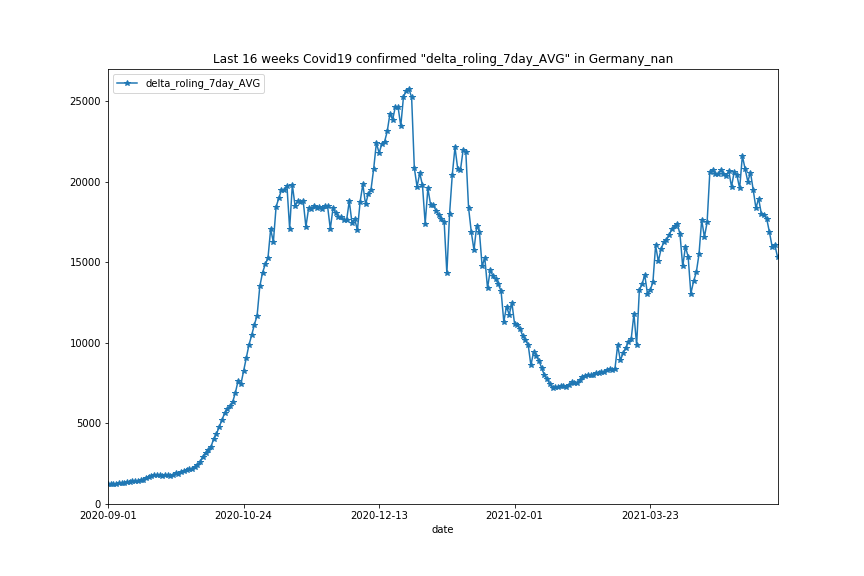 Last 16 weeks Covid19 confirmed "delta_roling_7day_AVG" in Germany_nan
delta_roling_7day_AVG
25000
20000
15000
10000
5000
0
2020-09-01 2020-10-24 2020-12-13 2021-02-01 2021-03-23
date